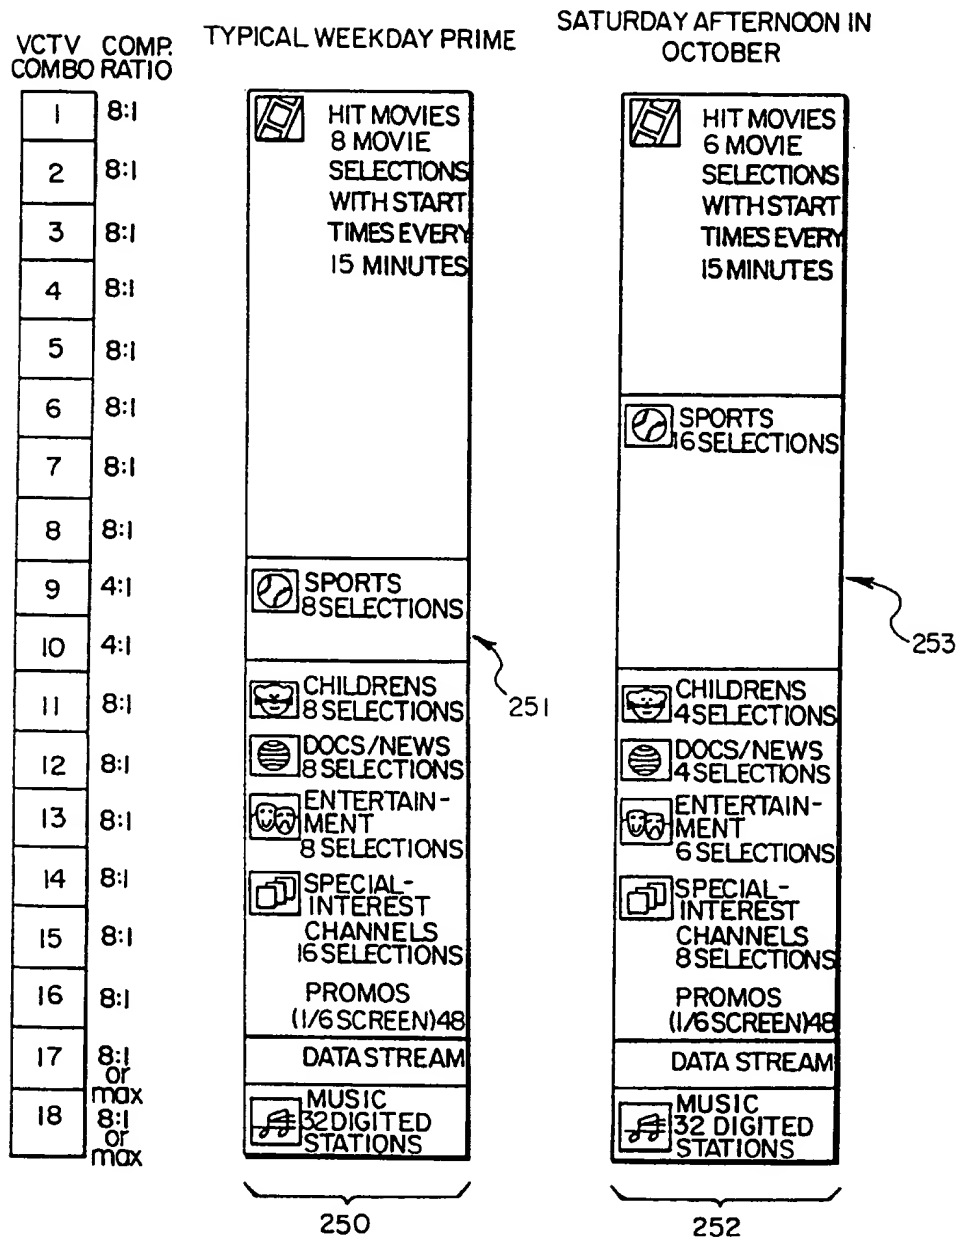 VCTV COMBO
COMP. RATIO
TYPICAL WEEKDAY PRIME
SATURDAY AFTERNOON IN
OCTOBER
1 8:1
2 8:1
3 8:1
4 8:1
5 8:1
6 8:1
7 8:1
8 8:1
9 4:1
10 4:1
11 8:1
12 8:1
13 8:1
14 8:1
15 8:1
16 8:1
17 8:1
or
max
18 8:1
or
max
HIT MOVIES
8 MOVIE
SELECTIONS
WITH START
TIMES EVERY
15 MINUTES
SPORTS
8 SELECTIONS
251
CHILDRENS
8 SELECTIONS
DOCS/NEWS
8 SELECTIONS
ENTERTAIN-
MENT
8 SELECTIONS
SPECIAL-
INTEREST
CHANNELS
16 SELECTIONS
PROMOS
(1/6 SCREEN) 48
DATA STREAM
MUSIC
32 DIGITED
STATIONS
250
HIT MOVIES
6 MOVIE
SELECTIONS
WITH START
TIMES EVERY
15 MINUTES
SPORTS
16 SELECTIONS
253
CHILDRENS
4 SELECTIONS
DOCS/NEWS
4 SELECTIONS
ENTERTAIN-
MENT
6 SELECTIONS
SPECIAL-
INTEREST
CHANNELS
8 SELECTIONS
PROMOS
(1/6 SCREEN) 48
DATA STREAM
MUSIC
32 DIGITED
STATIONS
252